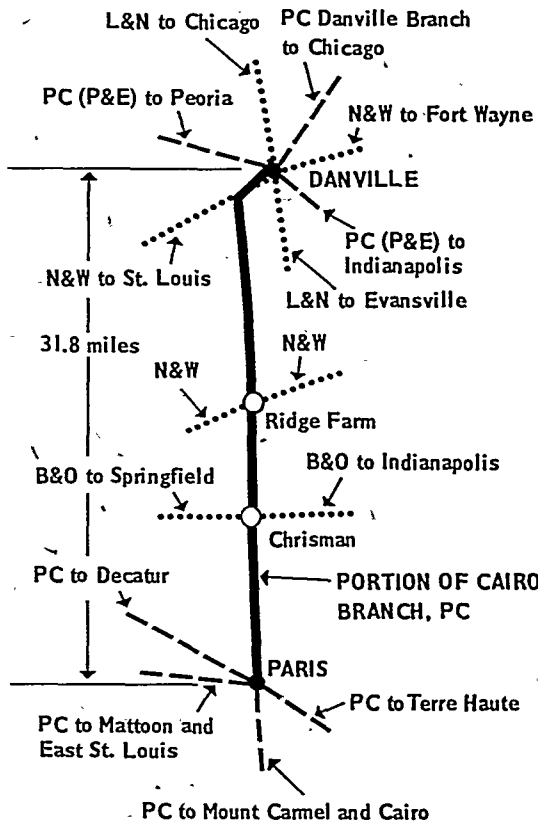 L&N to Chicago
PC Danville Branch
to Chicago
PC (P&E) to Peoria
N&W to Fort Wayne
DANVILLE
PC (P&E) to
Indianapolis
N&W to St. Louis
L&N to Evansville
31.8 miles
N&W
N&W
Ridge Farm
B&O to Springfield
B&O to Indianapolis
Chrisman
PC to Decatur
PORTION OF CAIRO
BRANCH, PC
PARIS
PC to Terre Haute
PC to Mattoon and
East St. Louis
PC to Mount Carmel and Cairo